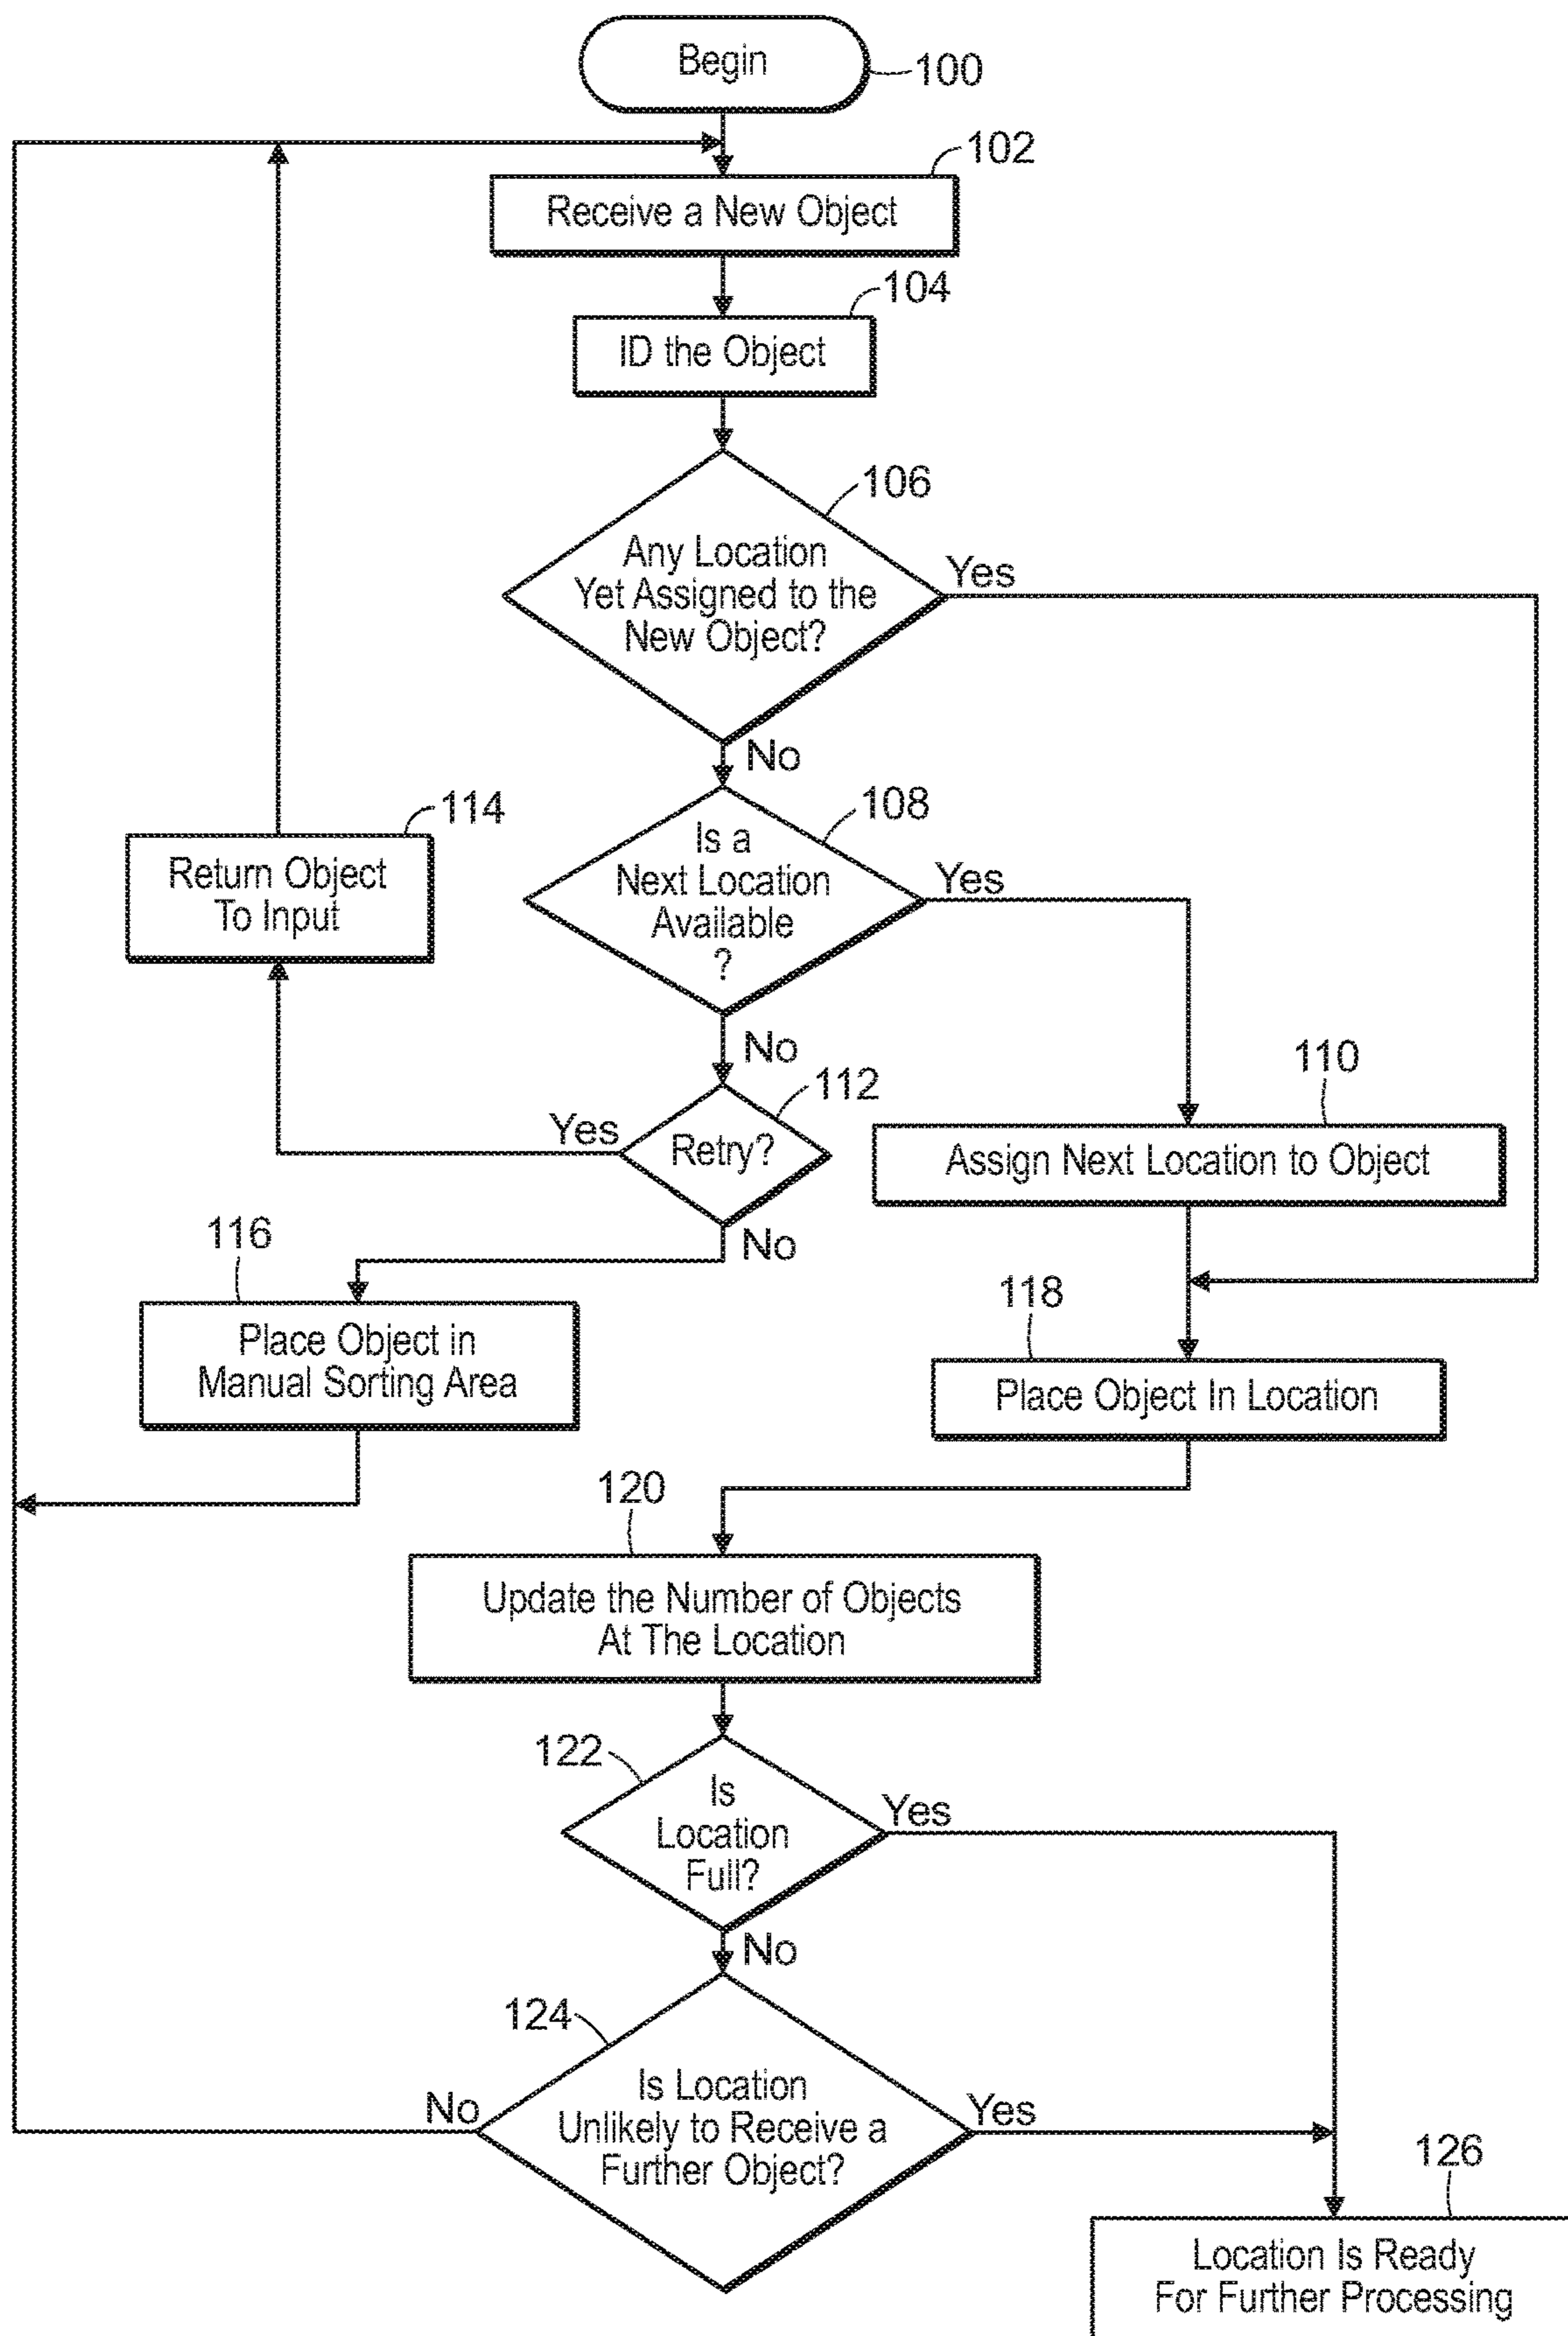 Begin
100
102
Receive a New Object
104
ID the Object
106
Any Location
Yet Assigned to the
New Object?
Yes
No
108
114
Is a
Next Location
Available
?
Yes
Return Object
To Input
No
110
112
Yes
Retry?
Assign Next Location to Object
No
116
118
Place Object in
Manual Sorting Area
Place Object In Location
120
Update the Number of Objects
At The Location
122
Is
Location
Full?
Yes
No
124
Is Location
Unlikely to Receive a
Further Object?
No
Yes
126
Location Is Ready
For Further Processing